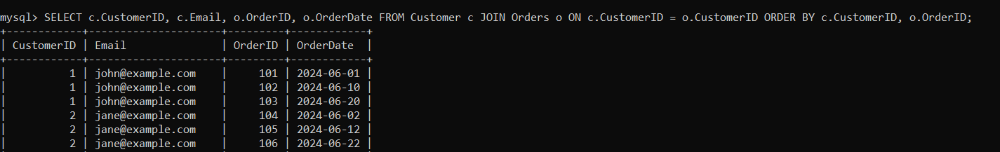 mysql> SELECT c.CustomerID, c.Email, o.OrderID, o.OrderDate FROM Customer c JOIN Orders o ON c.CustomerID = o.CustomerID ORDER BY c.CustomerID, o.OrderID;
+------------+---------------------+---------+------------+
| CustomerID | Email               | OrderID | OrderDate  |
+------------+---------------------+---------+------------+
|          1 | john@example.com    |     101 | 2024-06-01 |
|          1 | john@example.com    |     102 | 2024-06-10 |
|          1 | john@example.com    |     103 | 2024-06-20 |
|          2 | jane@example.com    |     104 | 2024-06-02 |
|          2 | jane@example.com    |     105 | 2024-06-12 |
|          2 | jane@example.com    |     106 | 2024-06-22 |